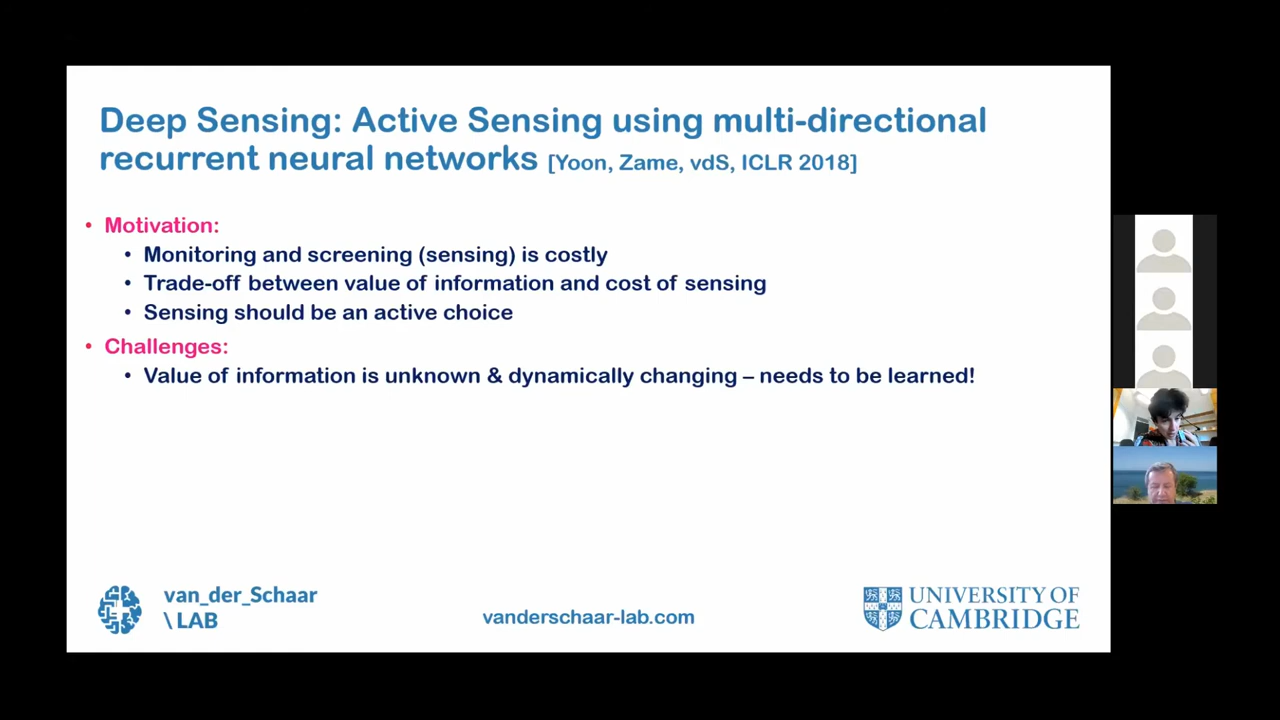 Deep Sensing: Active Sensing using multi-directional
recurrent neural networks [Yoon, Zame, vdS, ICLR 2018]
• Motivation:
• Monitoring and screening (sensing) is costly
• Trade-off between value of information and cost of sensing
• Sensing should be an active choice
• Challenges:
• Value of information is unknown & dynamically changing – needs to be learned!
van_der_Schaar
\ LAB
vanderschaar-lab.com
UNIVERSITY OF
CAMBRIDGE